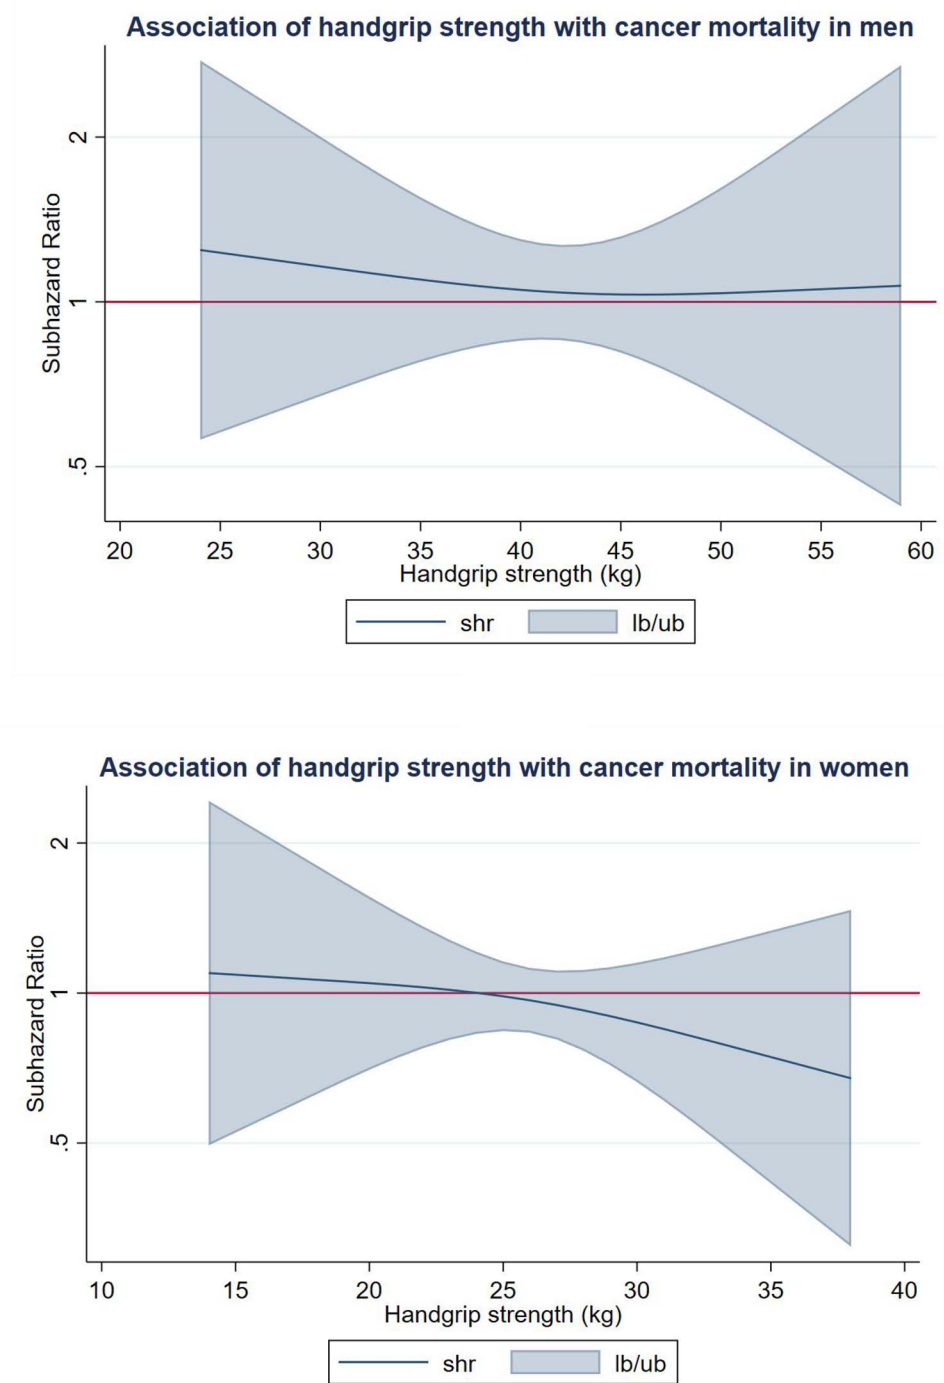 Association of handgrip strength with cancer mortality in men
Subhazard Ratio
2
1
.5
20 25 30 35 40 45 50 55 60
Handgrip strength (kg)
shr lb/ub
Association of handgrip strength with cancer mortality in women
Subhazard Ratio
2
1
.5
10 15 20 25 30 35 40
Handgrip strength (kg)
shr lb/ub